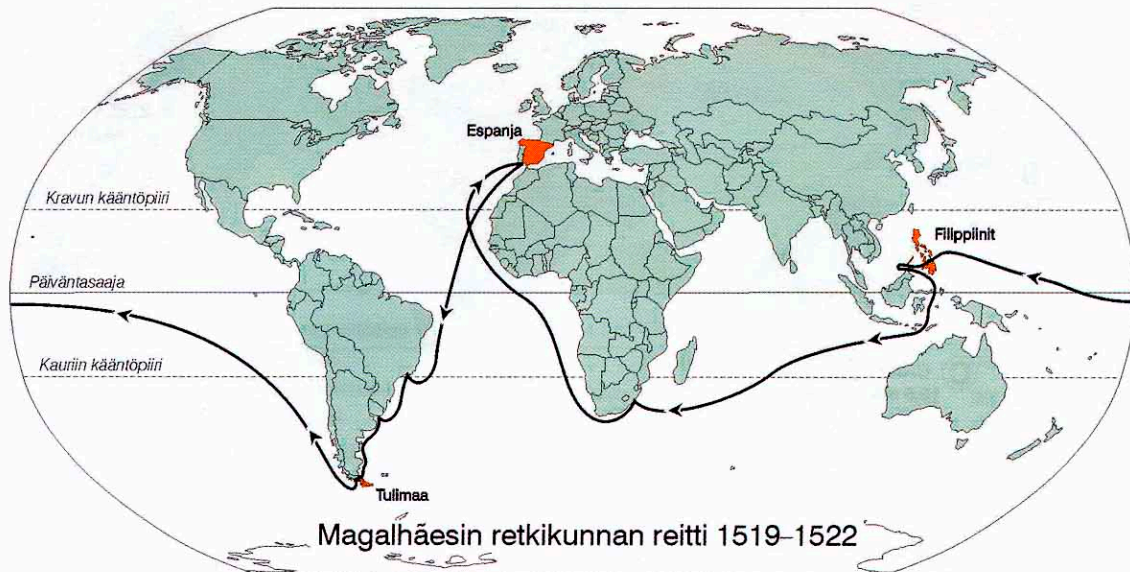 Espanja
Kravun kääntöpiiri
Filippiinit
Päiväntasaaja
Kauriin kääntöpiiri
Tulimaa
Magalhãesin retkikunnan reitti 1519–1522